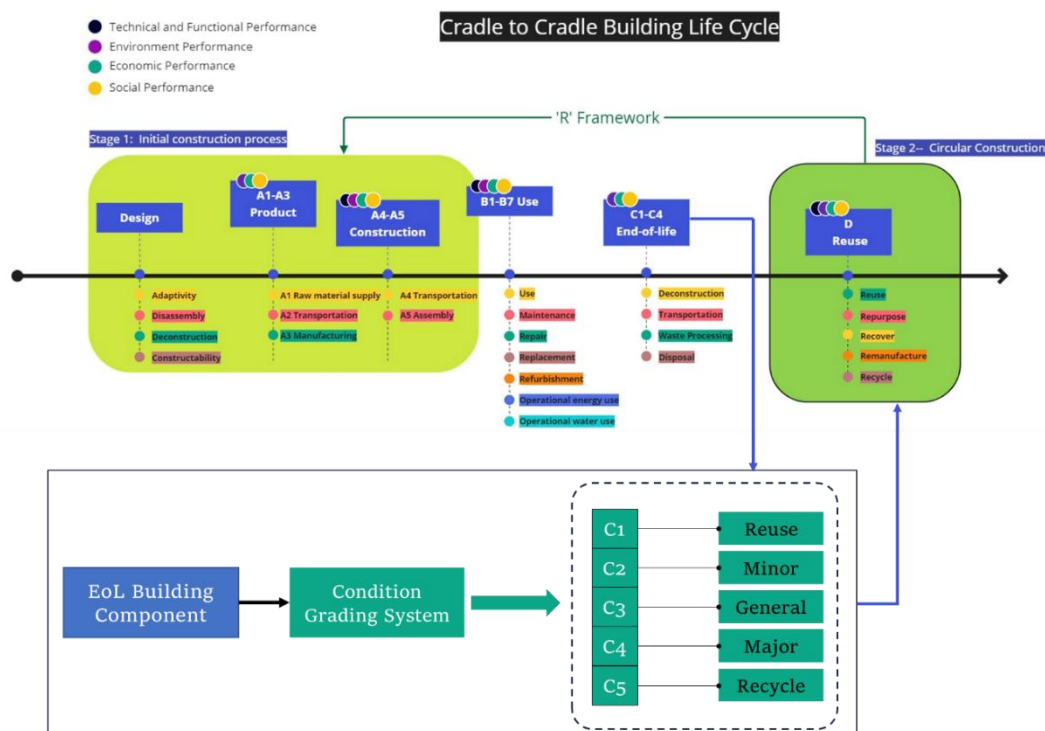 Cradle to Cradle Building Life Cycle
Technical and Functional Performance
Environment Performance
Economic Performance
Social Performance
'R' Framework
Stage 1: Initial construction process
Stage 2-- Circular Construction
Design
A1-A3
Product
A4-A5
Construction
B1-B7 Use
C1-C4
End-of-life
D
Reuse
Adaptivity
Disassembly
Deconstruction
Constructability
A1 Raw material supply
A2 Transportation
A3 Manufacturing
A4 Transportation
A5 Assembly
Use
Maintenance
Repair
Replacement
Refurbishment
Operational energy use
Operational water use
Deconstruction
Transportation
Waste Processing
Disposal
Reuse
Repurpose
Recover
Remanufacture
Recycle
EoL Building
Component
Condition
Grading System
C1 Reuse
C2 Minor
C3 General
C4 Major
C5 Recycle